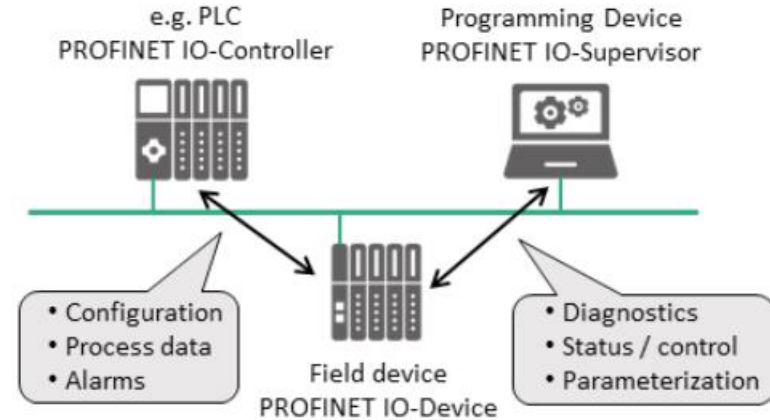 e.g. PLC
PROFINET IO-Controller
Programming Device
PROFINET IO-Supervisor
• Configuration
• Process data
• Alarms
• Diagnostics
• Status / control
• Parameterization
Field device
PROFINET IO-Device